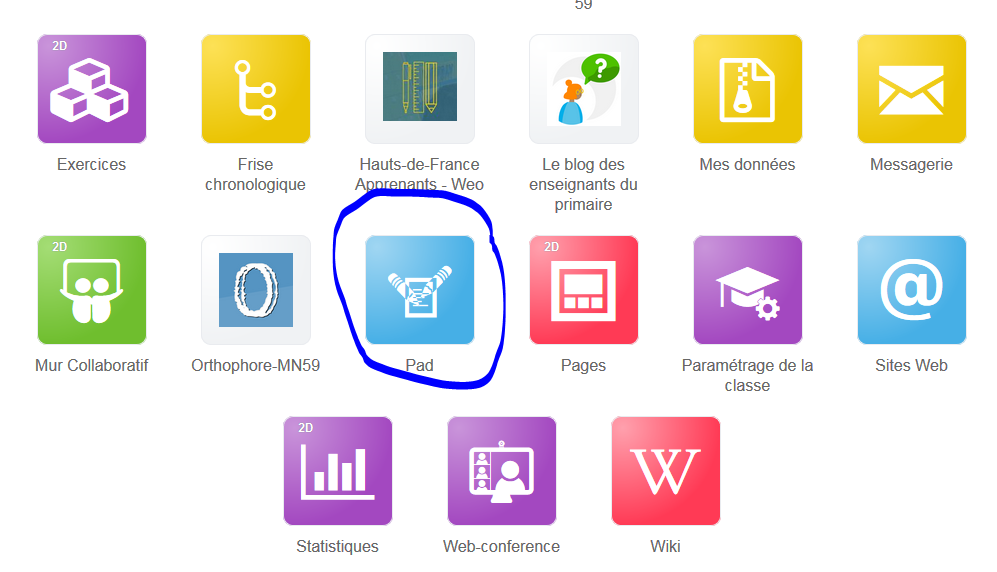 59
2D
Exercices
Frise
chronologique
Hauts-de-France
Apprenants - Weo
?
Le blog des
enseignants du
primaire
Mes données
Messagerie
2D
Mur Collaboratif
Orthophore-MN59
Pad
2D
Pages
Paramétrage de la
classe
@
Sites Web
2D
Statistiques
Web-conference
W
Wiki